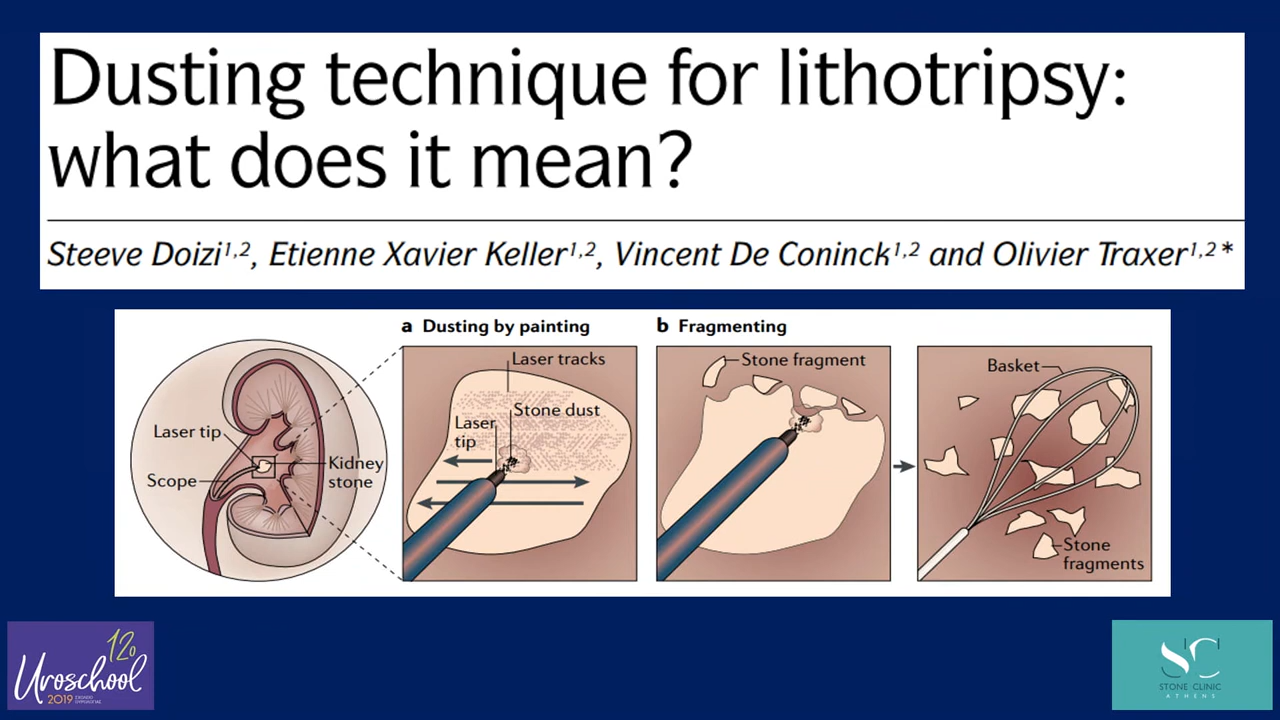 Dusting technique for lithotripsy:
what does it mean?
Steeve Doizi1,2, Etienne Xavier Keller1,2, Vincent De Coninck1,2 and Olivier Traxer1,2*
a Dusting by painting
b Fragmenting
Laser tip
Scope
Kidney
stone
Laser tracks
Stone dust
Laser
tip
Stone fragment
Basket
Stone
fragments
12ο
Uroschool
2019
STONE CLINIC
ATHENS